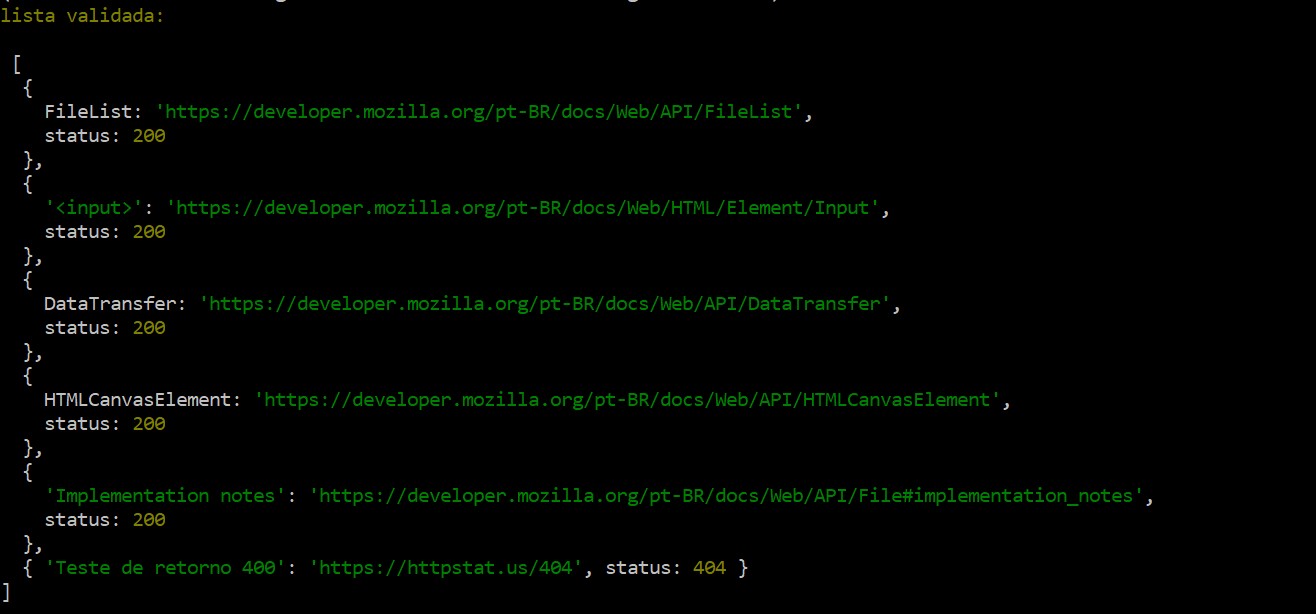 lista validada:
[
{
FileList: 'https://developer.mozilla.org/pt-BR/docs/Web/API/FileList',
status: 200
},
{
'<input>': 'https://developer.mozilla.org/pt-BR/docs/Web/HTML/Element/Input',
status: 200
},
{
DataTransfer: 'https://developer.mozilla.org/pt-BR/docs/Web/API/DataTransfer',
status: 200
},
{
HTMLCanvasElement: 'https://developer.mozilla.org/pt-BR/docs/Web/API/HTMLCanvasElement',
status: 200
},
{
'Implementation notes': 'https://developer.mozilla.org/pt-BR/docs/Web/API/File#implementation_notes',
status: 200
},
{ 'Teste de retorno 400': 'https://httpstat.us/404', status: 404 }
]